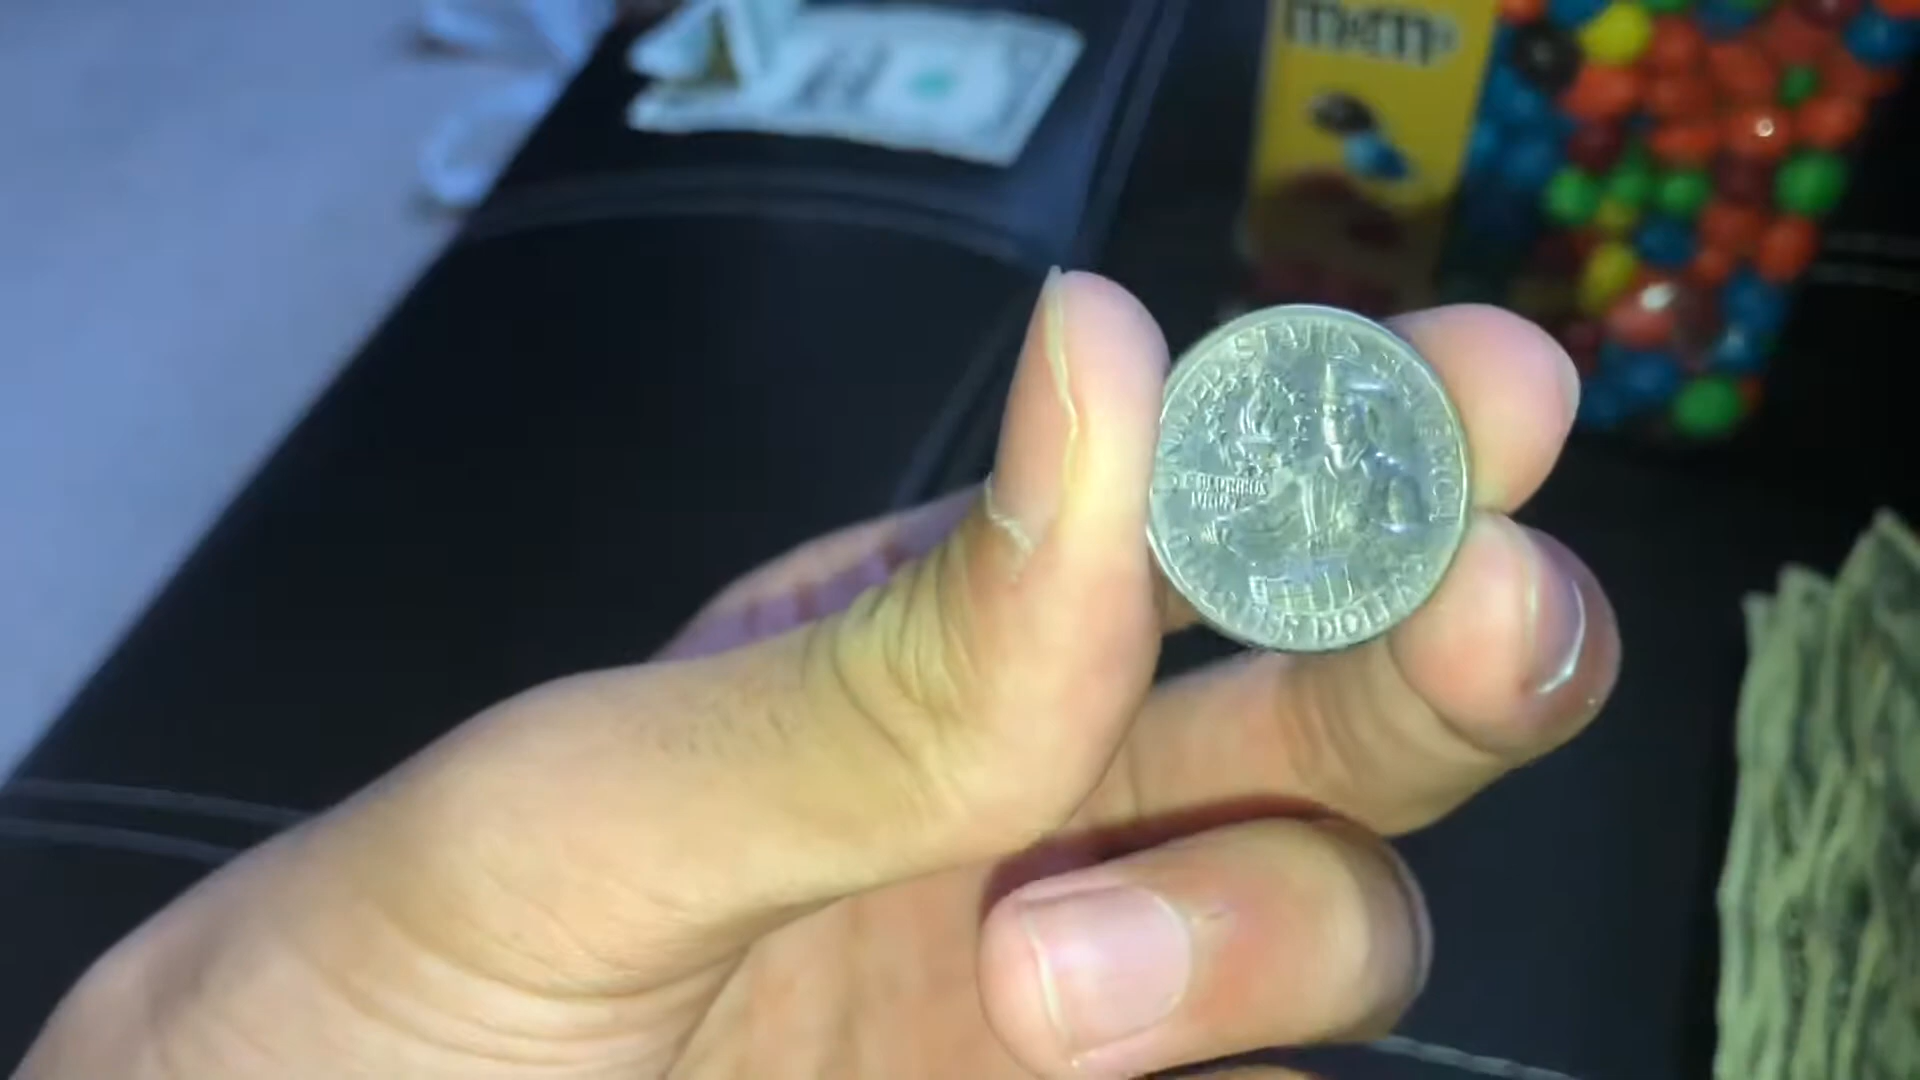 m&m's
UNITED STATES OF AMERICA
E PLURIBUS
UNUM
QUARTER DOLLAR